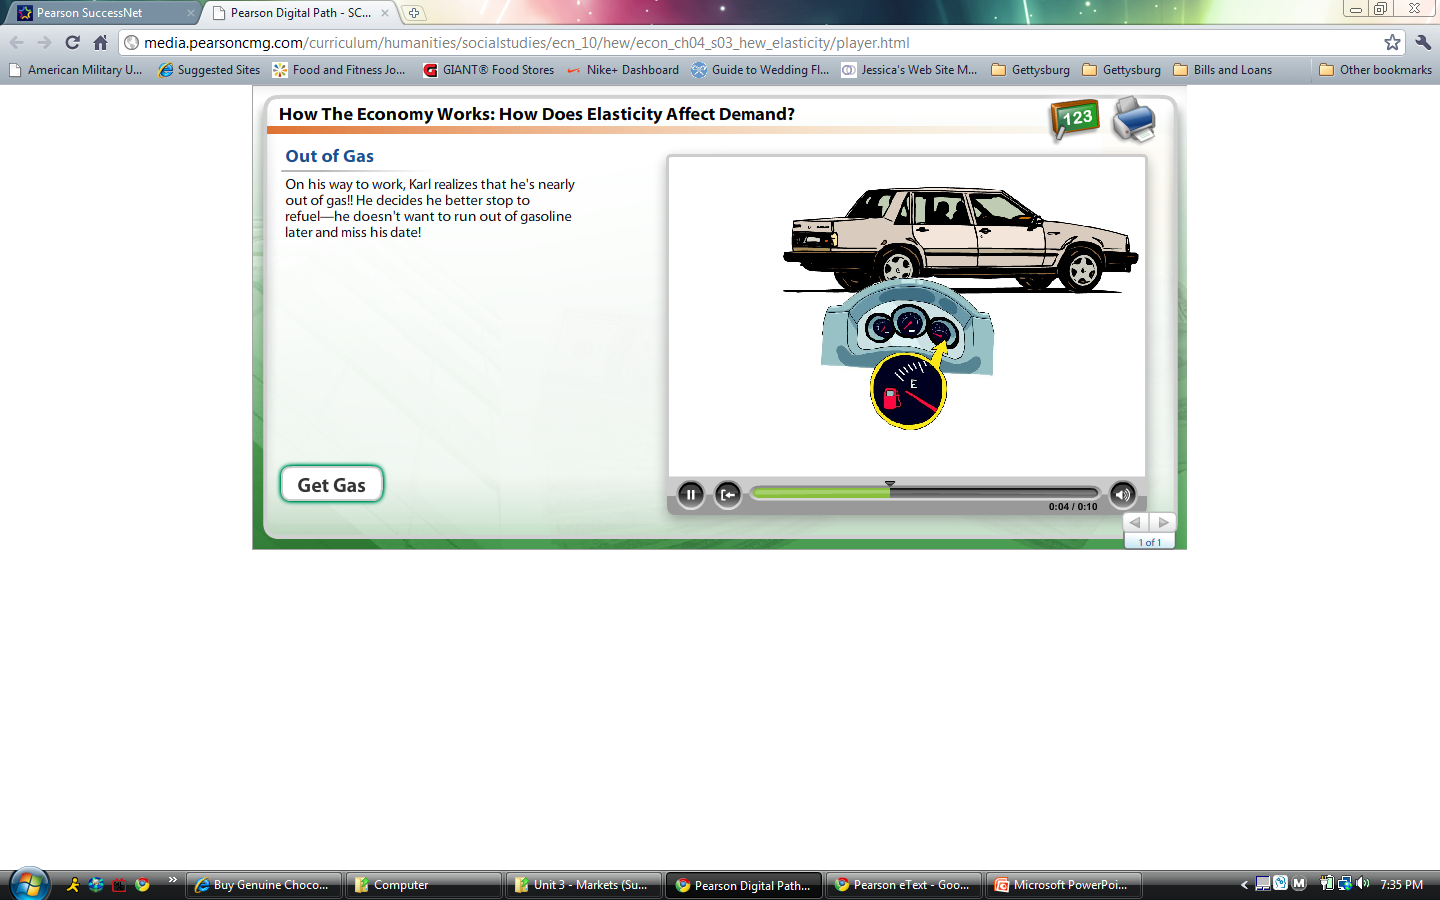 Pearson SuccessNet
Pearson Digital Path - SC...
media.pearsoncmg.com/curriculum/humanities/socialstudies/ecn_10/hew/econ_ch04_s03_hew_elasticity/player.html
American Military U... Suggested Sites Food and Fitness Jo... GIANT® Food Stores Nike+ Dashboard Guide to Wedding Fl... Jessica's Web Site M... Gettysburg Gettysburg Bills and Loans Other bookmarks
How The Economy Works: How Does Elasticity Affect Demand?
123
Out of Gas
On his way to work, Karl realizes that he's nearly
out of gas!! He decides he better stop to
refuel—he doesn't want to run out of gasoline
later and miss his date!
E
Get Gas
0:04 / 0:10
1 of 1
Buy Genuine Choco... Computer Unit 3 - Markets (Su... Pearson Digital Path... Pearson eText - Goo... Microsoft PowerPoi... M 7:35 PM